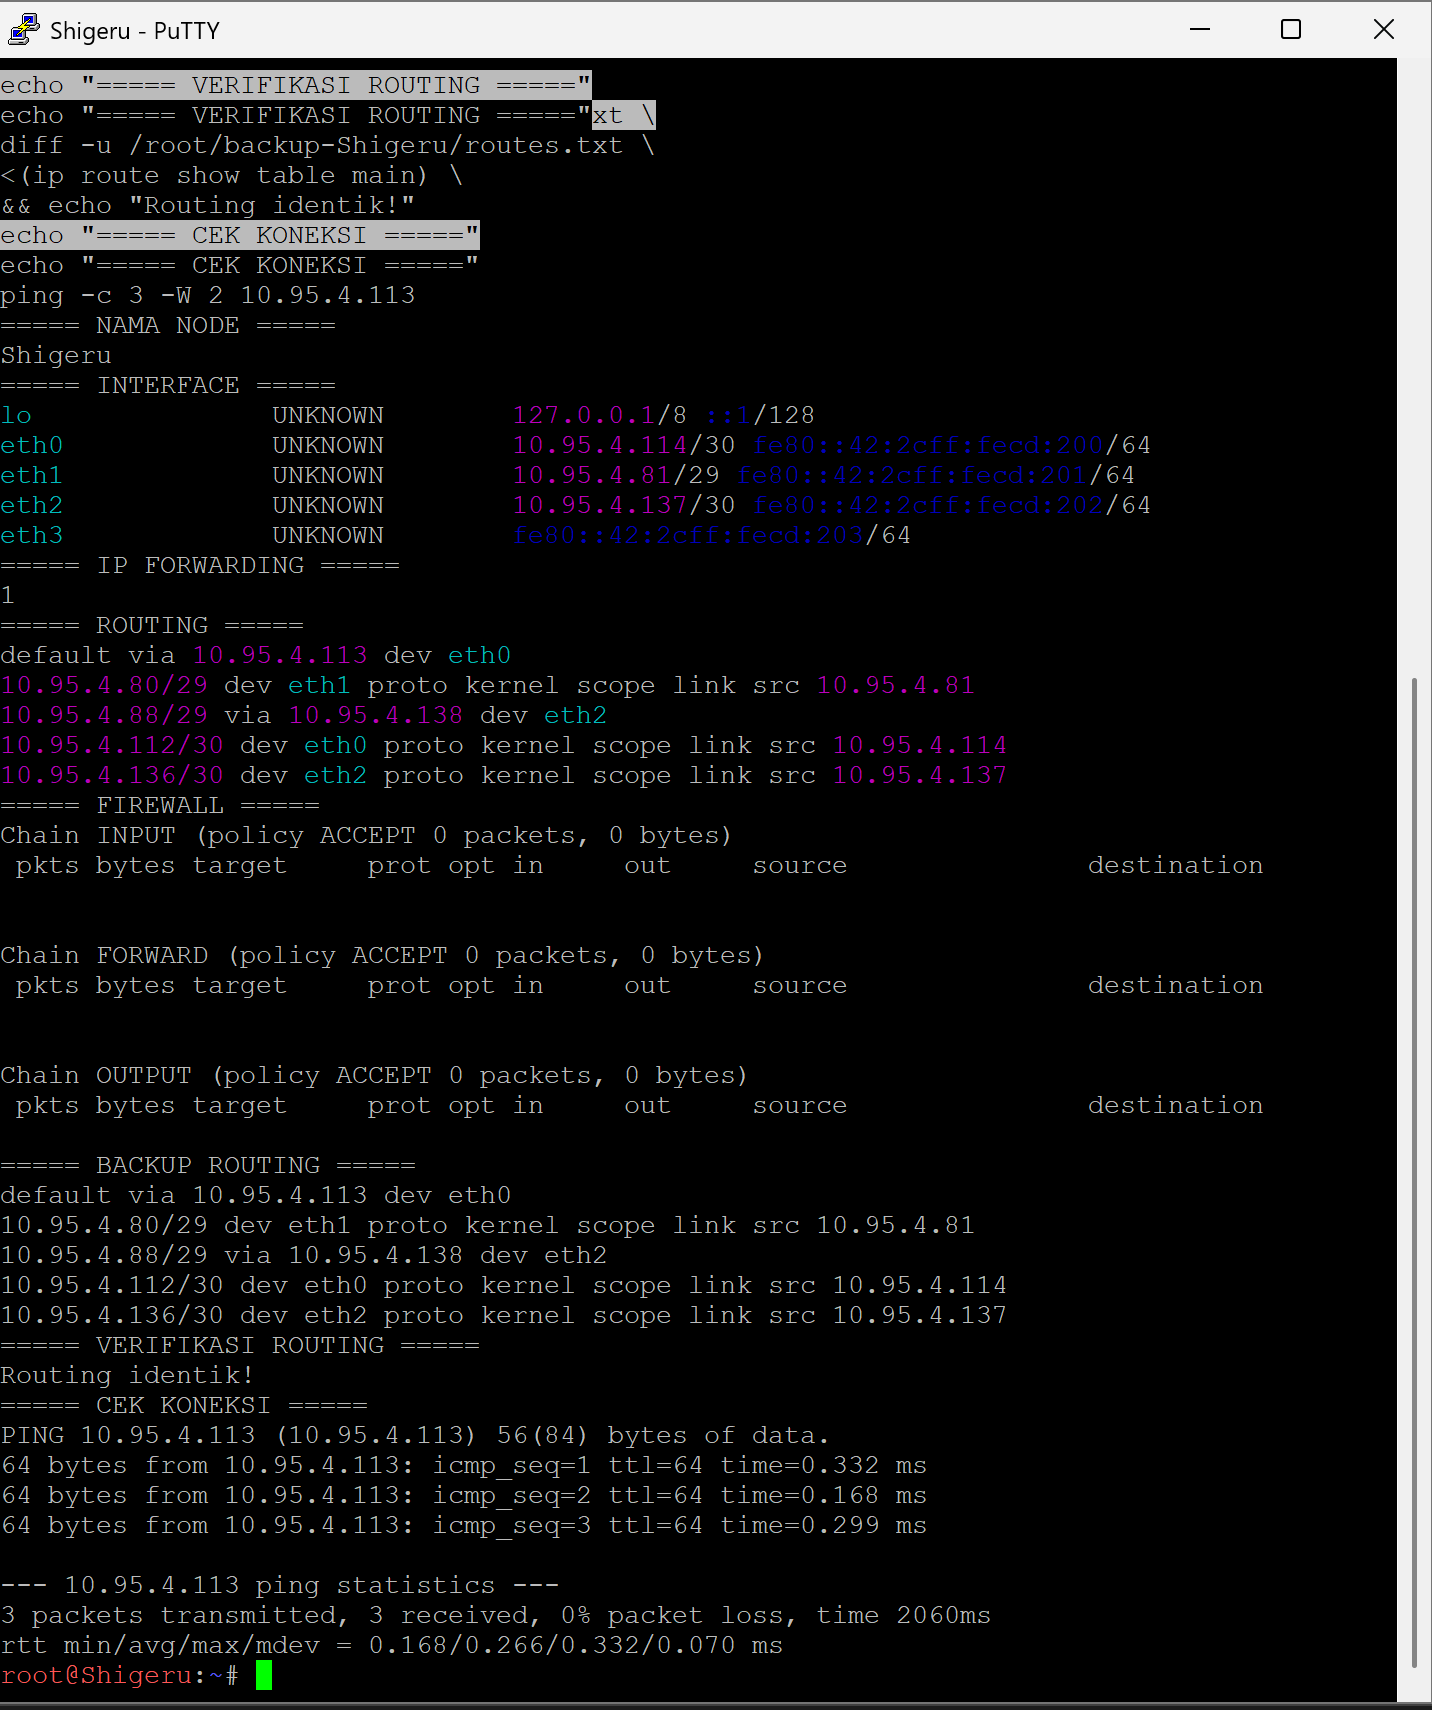 Shigeru - PuTTY
echo "===== VERIFIKASI ROUTING ====="
echo "===== VERIFIKASI ROUTING ====="xt \
diff -u /root/backup-Shigeru/routes.txt \
<(ip route show table main) \
&& echo "Routing identik!"
echo "===== CEK KONEKSI ====="
echo "===== CEK KONEKSI ====="
ping -c 3 -W 2 10.95.4.113
===== NAMA NODE =====
Shigeru
===== INTERFACE =====
lo               UNKNOWN        127.0.0.1/8 ::1/128
eth0             UNKNOWN        10.95.4.114/30 fe80::42:2cff:fecd:200/64
eth1             UNKNOWN        10.95.4.81/29 fe80::42:2cff:fecd:201/64
eth2             UNKNOWN        10.95.4.137/30 fe80::42:2cff:fecd:202/64
eth3             UNKNOWN        fe80::42:2cff:fecd:203/64
===== IP FORWARDING =====
1
===== ROUTING =====
default via 10.95.4.113 dev eth0
10.95.4.80/29 dev eth1 proto kernel scope link src 10.95.4.81
10.95.4.88/29 via 10.95.4.138 dev eth2
10.95.4.112/30 dev eth0 proto kernel scope link src 10.95.4.114
10.95.4.136/30 dev eth2 proto kernel scope link src 10.95.4.137
===== FIREWALL =====
Chain INPUT (policy ACCEPT 0 packets, 0 bytes)
 pkts bytes target     prot opt in     out     source               destination
Chain FORWARD (policy ACCEPT 0 packets, 0 bytes)
 pkts bytes target     prot opt in     out     source               destination
Chain OUTPUT (policy ACCEPT 0 packets, 0 bytes)
 pkts bytes target     prot opt in     out     source               destination
===== BACKUP ROUTING =====
default via 10.95.4.113 dev eth0
10.95.4.80/29 dev eth1 proto kernel scope link src 10.95.4.81
10.95.4.88/29 via 10.95.4.138 dev eth2
10.95.4.112/30 dev eth0 proto kernel scope link src 10.95.4.114
10.95.4.136/30 dev eth2 proto kernel scope link src 10.95.4.137
===== VERIFIKASI ROUTING =====
Routing identik!
===== CEK KONEKSI =====
PING 10.95.4.113 (10.95.4.113) 56(84) bytes of data.
64 bytes from 10.95.4.113: icmp_seq=1 ttl=64 time=0.332 ms
64 bytes from 10.95.4.113: icmp_seq=2 ttl=64 time=0.168 ms
64 bytes from 10.95.4.113: icmp_seq=3 ttl=64 time=0.299 ms
--- 10.95.4.113 ping statistics ---
3 packets transmitted, 3 received, 0% packet loss, time 2060ms
rtt min/avg/max/mdev = 0.168/0.266/0.332/0.070 ms
root@Shigeru:~#